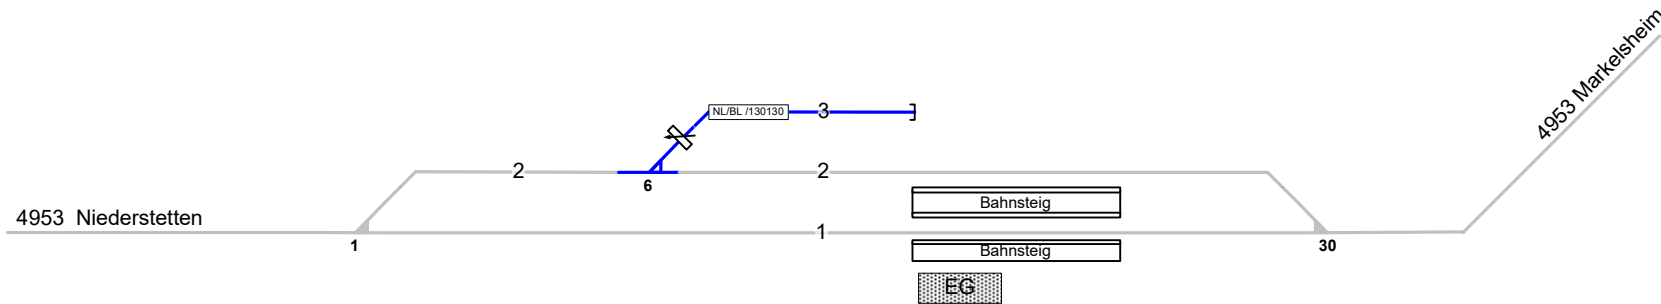 4953 Markelsheim
NL/BL /130130
3
2
2
6
4953 Niederstetten
Bahnsteig
1
1
30
Bahnsteig
EG